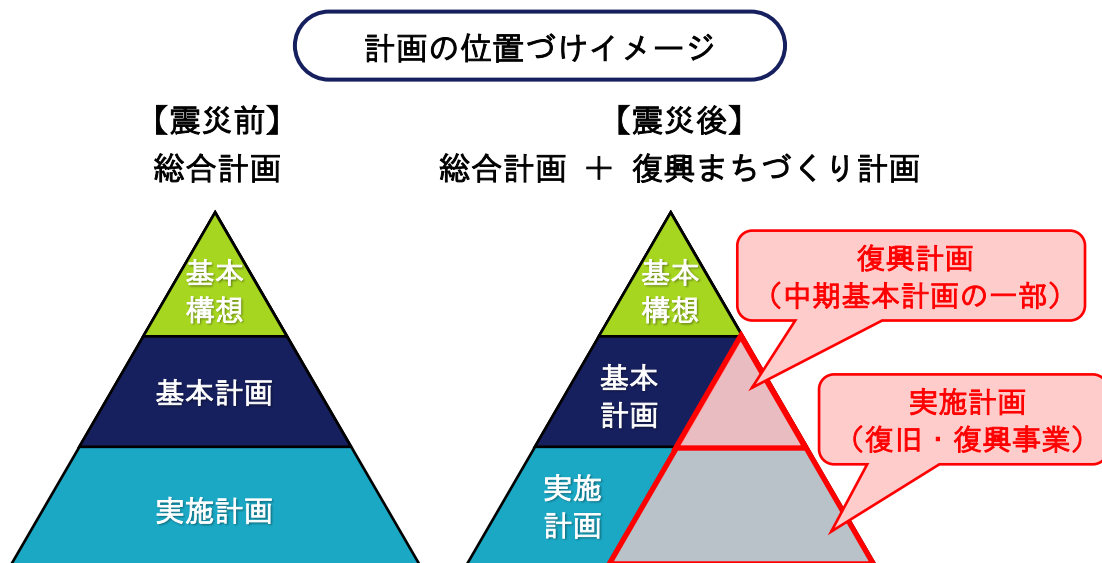 計画の位置づけイメージ
【震災前】
総合計画
基本
構想
基本計画
実施計画
【震災後】
総合計画 ＋ 復興まちづくり計画
基本
構想
基本
計画
実施
計画
復興計画
（中期基本計画の一部）
実施計画
（復旧・復興事業）